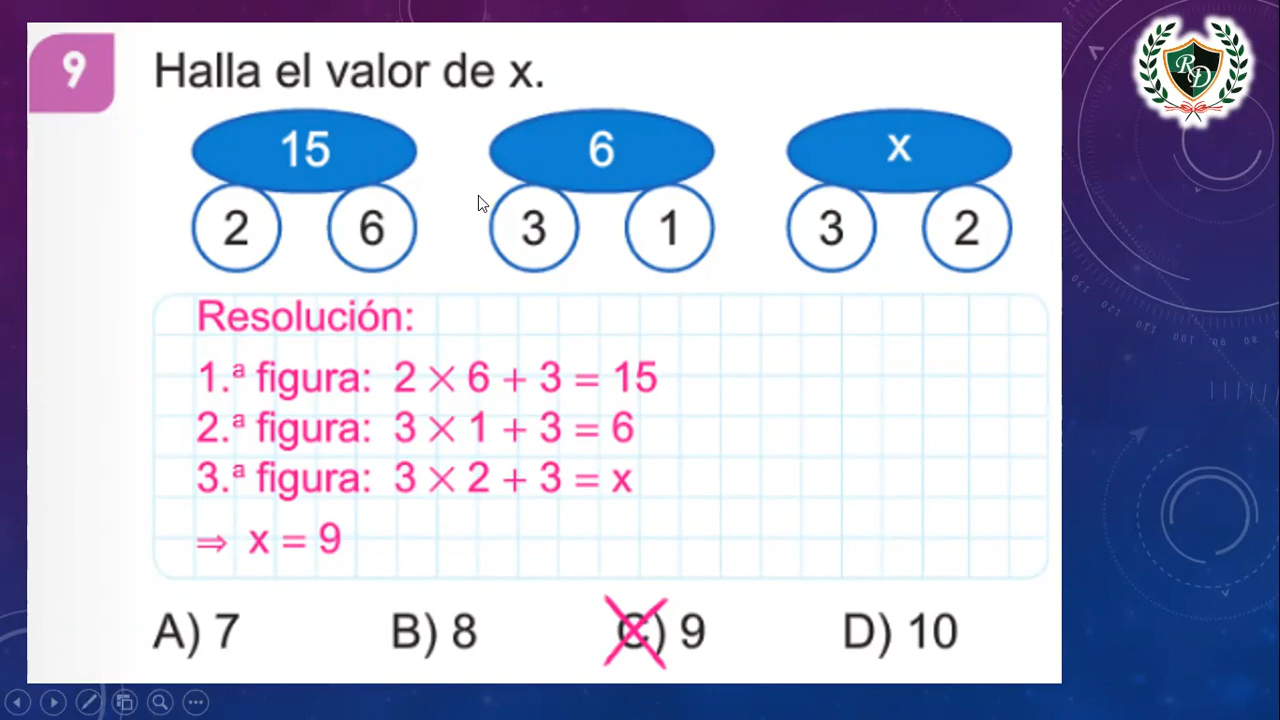 9
Halla el valor de x.
15 6 x
2 6 3 1 3 2
Resolución:
1.ª figura: 2 × 6 + 3 = 15
2.ª figura: 3 × 1 + 3 = 6
3.ª figura: 3 × 2 + 3 = x
⇒ x = 9
A) 7 B) 8 C) 9 D) 10
RD